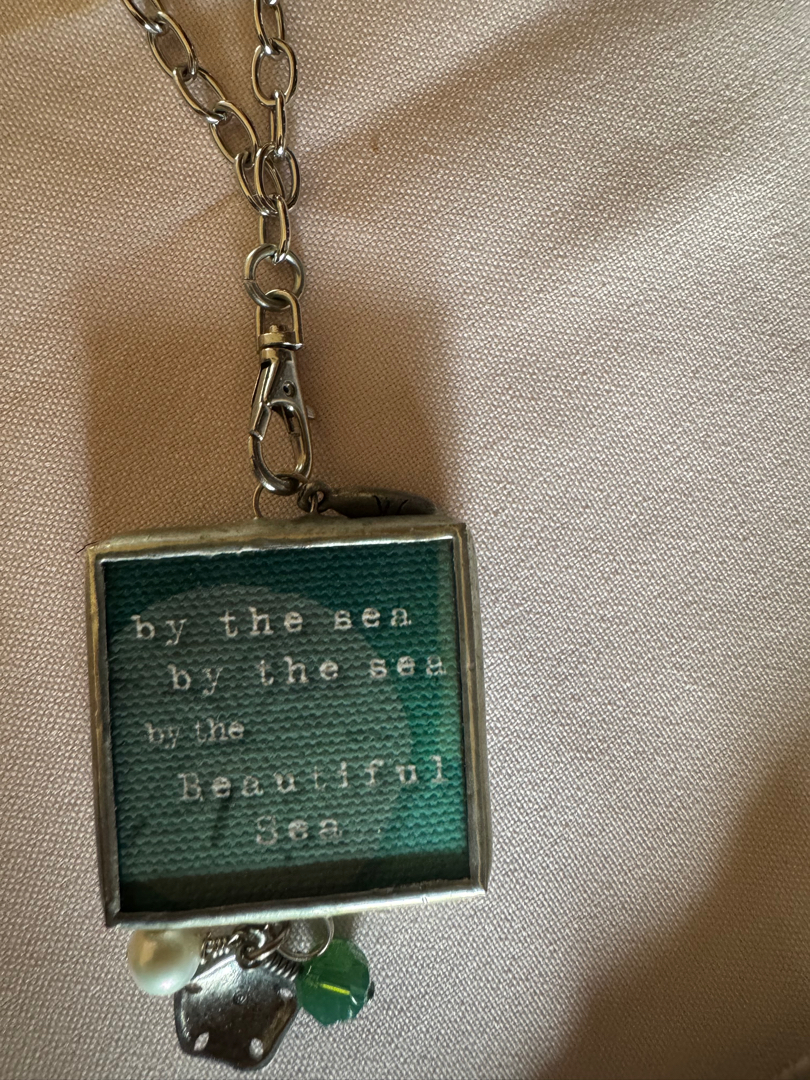 by the sea
by the sea
by the
Beautiful
Sea